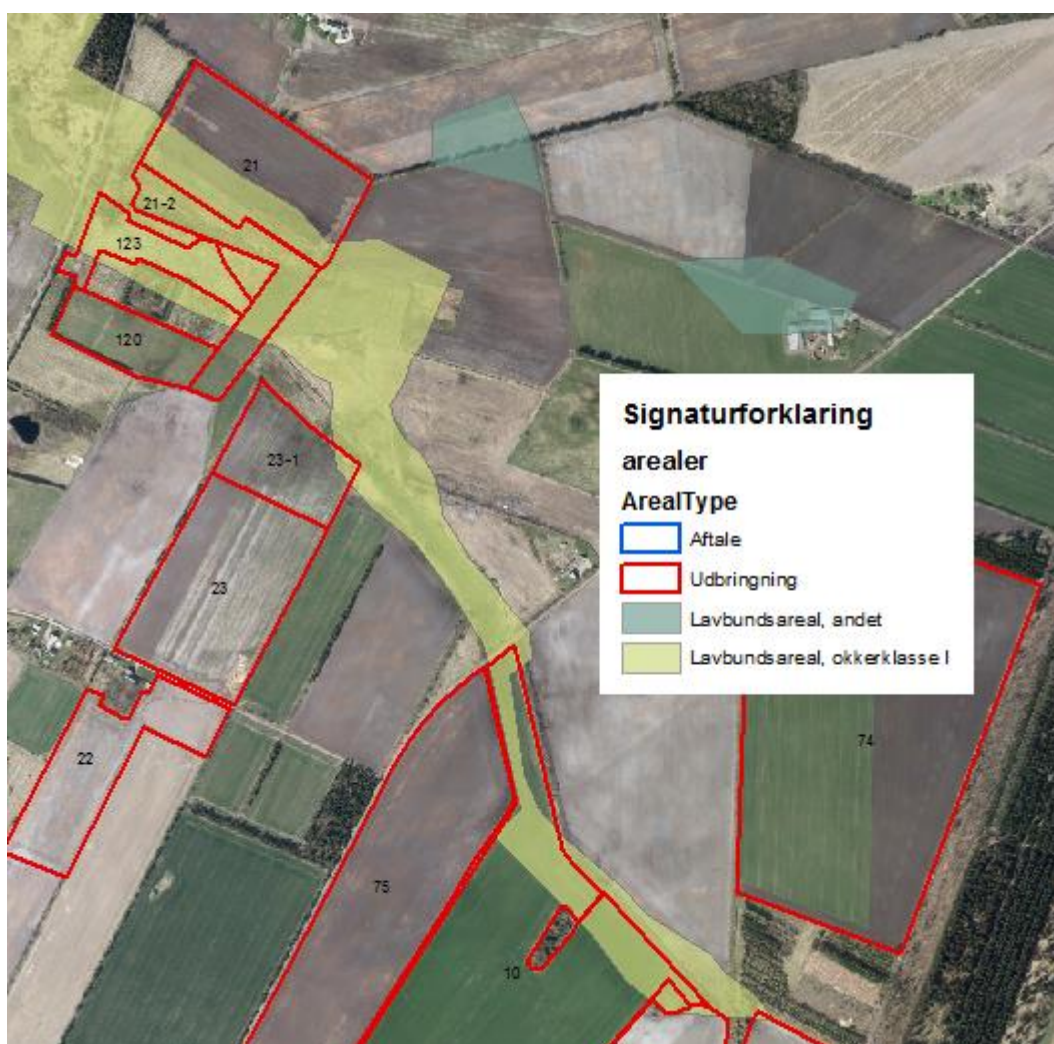 21
21-2
123
120
23-1
23
22
75
10
74
Signaturforklaring
arealer
ArealType
Aftale
Udbringning
Lavbundsareal, andet
Lavbundsareal, okkerklasse I